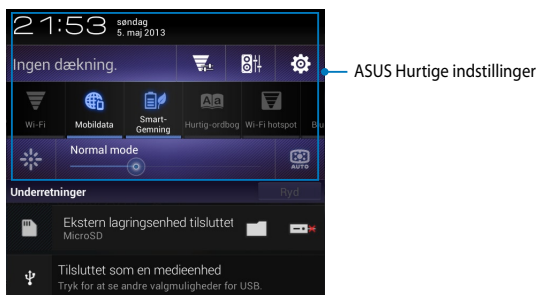 21:53 søndag
5. maj 2013
Ingen dækning.
ASUS Hurtige indstillinger
Wi-Fi Mobildata Smart-Gemning Hurtig-ordbog Wi-Fi hotspot Blu
Normal mode
AUTO
Underretninger Ryd
Ekstern lagringsenhed tilsluttet
MicroSD
Tilsluttet som en medieenhed
Tryk for at se andre valgmuligheder for USB.